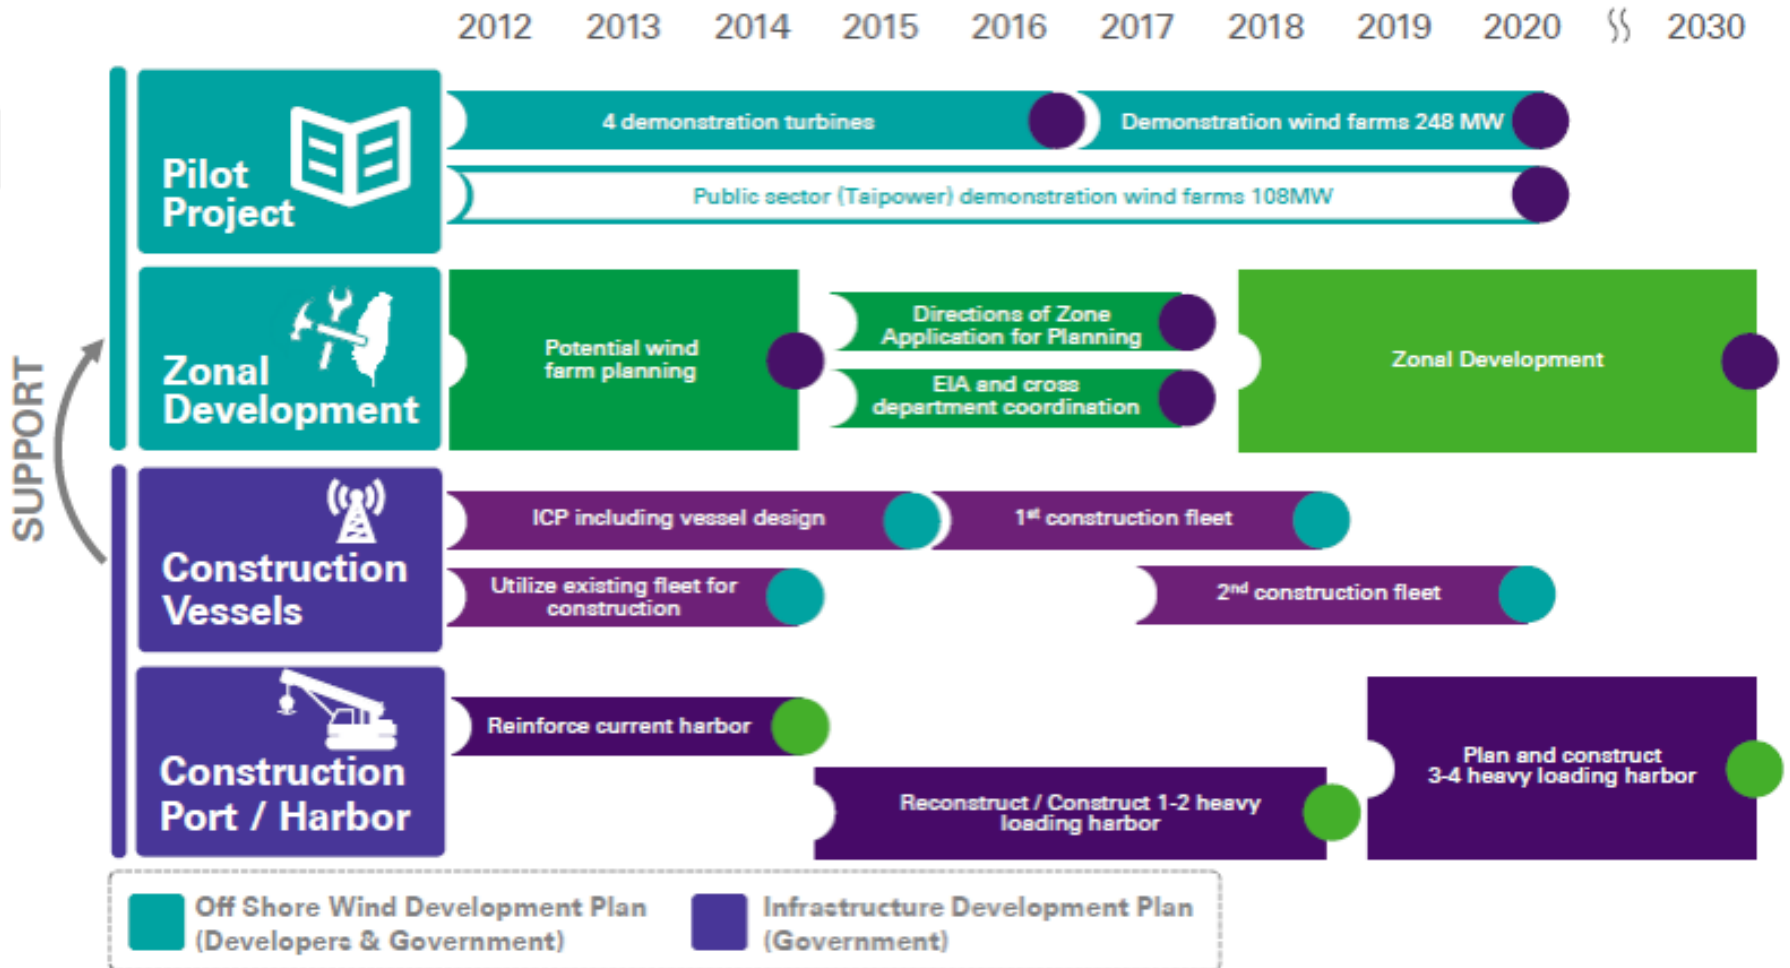 2012 2013 2014 2015 2016 2017 2018 2019 2020 2030
Pilot
Project
4 demonstration turbines
Demonstration wind farms 248 MW
Public sector (Taipower) demonstration wind farms 108MW
SUPPORT
Zonal
Development
Potential wind
farm planning
Directions of Zone
Application for Planning
EIA and cross
department coordination
Zonal Development
Construction
Vessels
ICP including vessel design
1st construction fleet
Utilize existing fleet for
construction
2nd construction fleet
Construction
Port / Harbor
Reinforce current harbor
Reconstruct / Construct 1-2 heavy
loading harbor
Plan and construct
3-4 heavy loading harbor
Off Shore Wind Development Plan
(Developers & Government)
Infrastructure Development Plan
(Government)